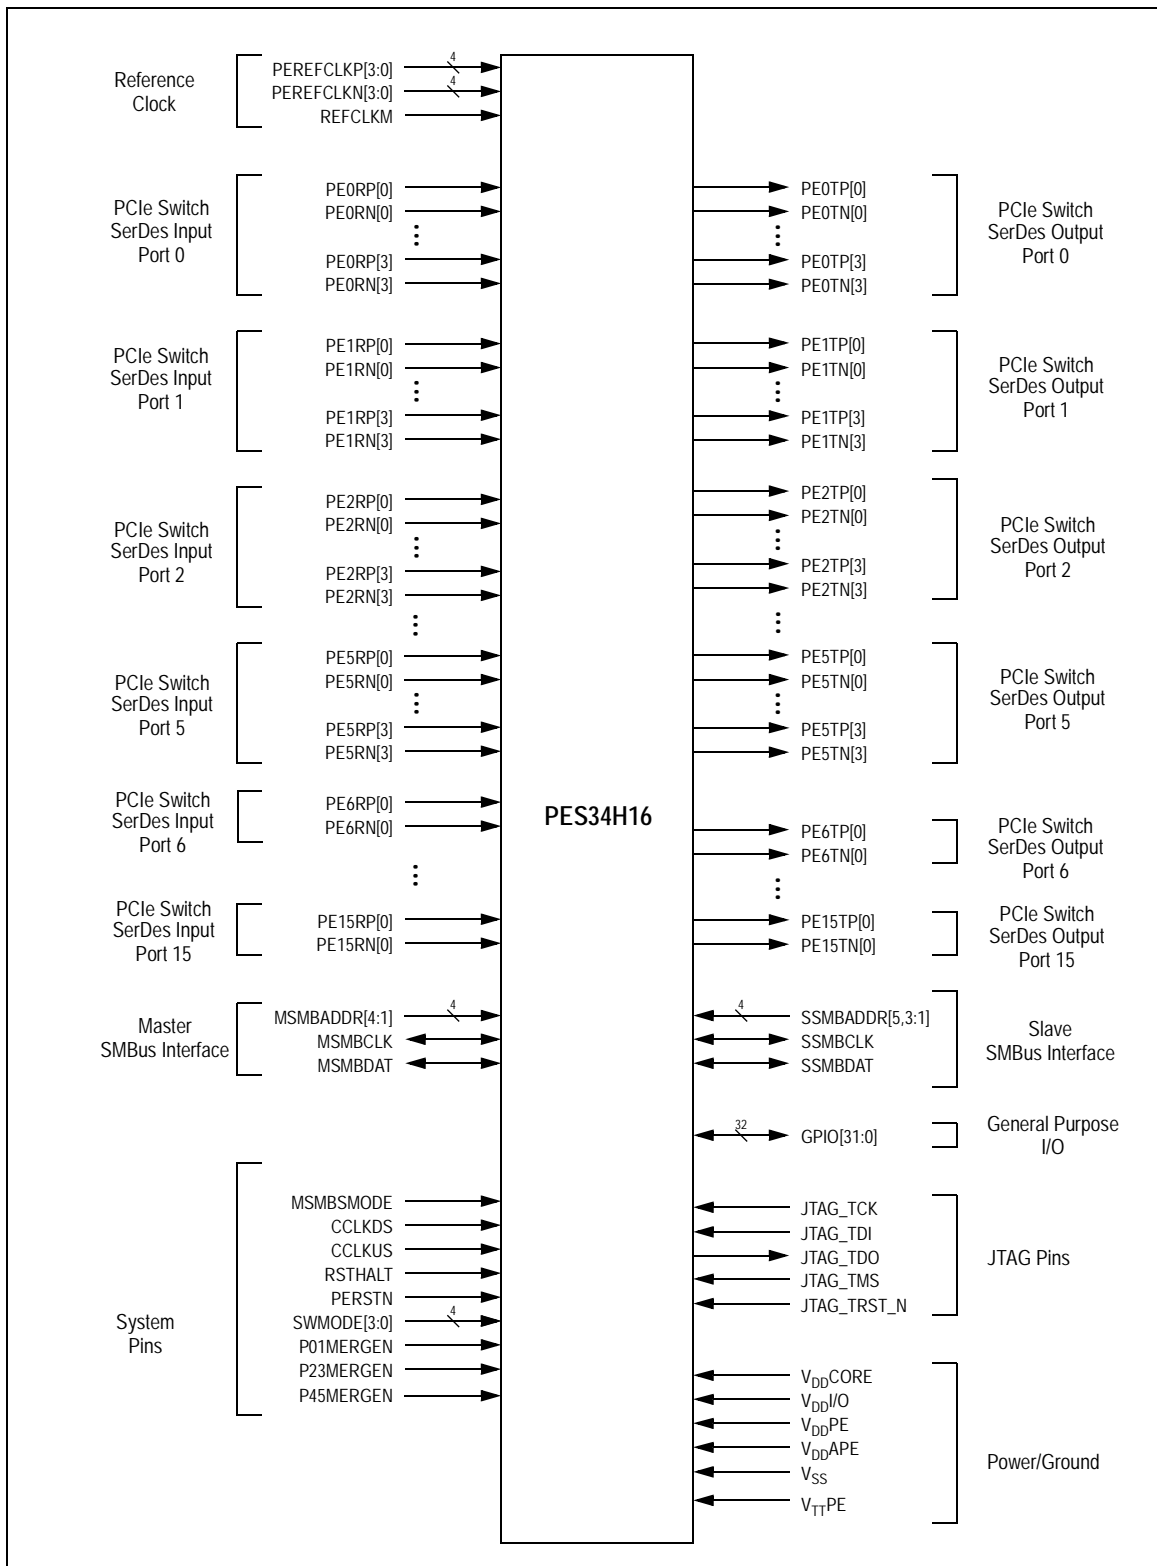 Reference
Clock
PEREFCLKP[3:0]
4
PEREFCLKN[3:0]
4
REFCLKM
PCIe Switch
SerDes Input
Port 0
PE0RP[0]
PE0RN[0]
PE0RP[3]
PE0RN[3]
PE0TP[0]
PE0TN[0]
PE0TP[3]
PE0TN[3]
PCIe Switch
SerDes Output
Port 0
PCIe Switch
SerDes Input
Port 1
PE1RP[0]
PE1RN[0]
PE1RP[3]
PE1RN[3]
PE1TP[0]
PE1TN[0]
PE1TP[3]
PE1TN[3]
PCIe Switch
SerDes Output
Port 1
PCIe Switch
SerDes Input
Port 2
PE2RP[0]
PE2RN[0]
PE2RP[3]
PE2RN[3]
PE2TP[0]
PE2TN[0]
PE2TP[3]
PE2TN[3]
PCIe Switch
SerDes Output
Port 2
PCIe Switch
SerDes Input
Port 5
PE5RP[0]
PE5RN[0]
PE5RP[3]
PE5RN[3]
PE5TP[0]
PE5TN[0]
PE5TP[3]
PE5TN[3]
PCIe Switch
SerDes Output
Port 5
PCIe Switch
SerDes Input
Port 6
PE6RP[0]
PE6RN[0]
PES34H16
PE6TP[0]
PE6TN[0]
PCIe Switch
SerDes Output
Port 6
PCIe Switch
SerDes Input
Port 15
PE15RP[0]
PE15RN[0]
PE15TP[0]
PE15TN[0]
PCIe Switch
SerDes Output
Port 15
Master
SMBus Interface
MSMBADDR[4:1]
4
MSMBCLK
MSMBDAT
4
SSMBADDR[5,3:1]
SSMBCLK
SSMBDAT
Slave
SMBus Interface
32
GPIO[31:0]
General Purpose
I/O
System
Pins
MSMBSMODE
CCLKDS
CCLKUS
RSTHALT
PERSTN
SWMODE[3:0]
4
P01MERGEN
P23MERGEN
P45MERGEN
JTAG_TCK
JTAG_TDI
JTAG_TDO
JTAG_TMS
JTAG_TRST_N
JTAG Pins
VDDCORE
VDDI/O
VDDPE
VDDAPE
VSS
VTTPE
Power/Ground